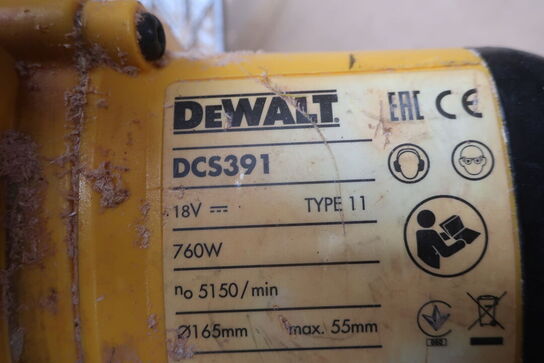 DEWALT EAC CE
DCS391
18V ⎓ TYPE 11
760W
n₀ 5150/min
Ø165mm max. 55mm